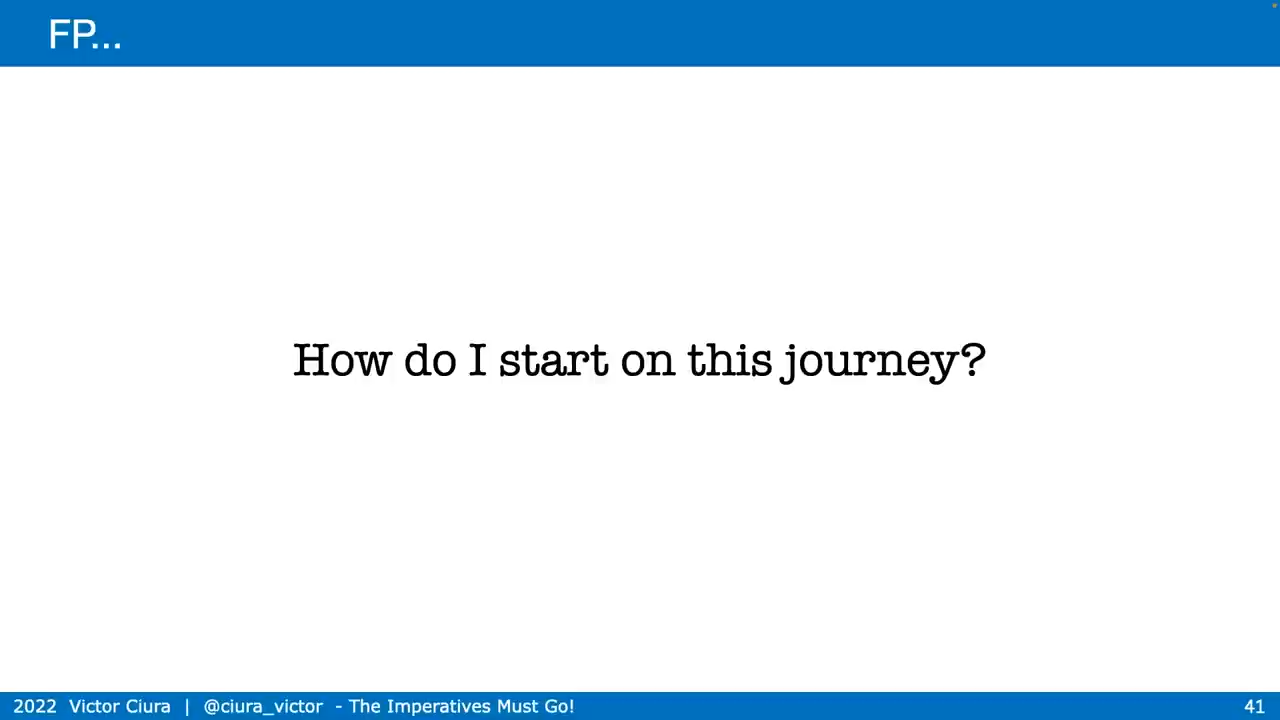 FP...
How do I start on this journey?
2022 Victor Ciura | @ciura_victor - The Imperatives Must Go!
41